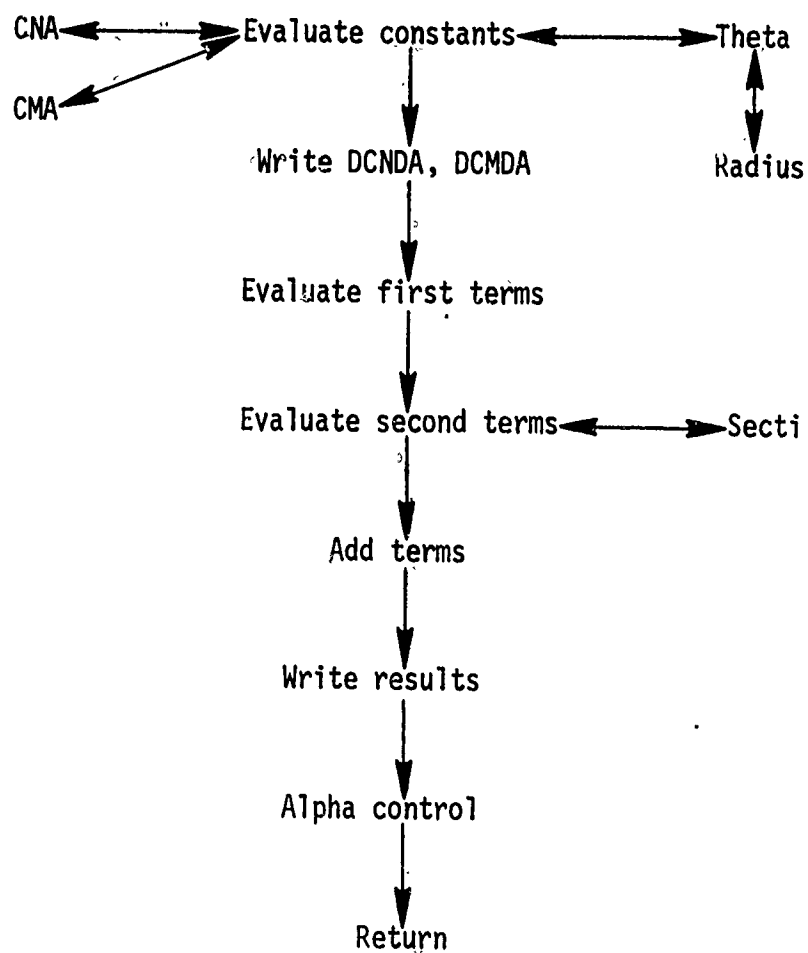 CNA
Evaluate constants
Theta
CMA
Write DCNDA, DCMDA
Radius
Evaluate first terms
Evaluate second terms
Secti
Add terms
Write results
Alpha control
Return